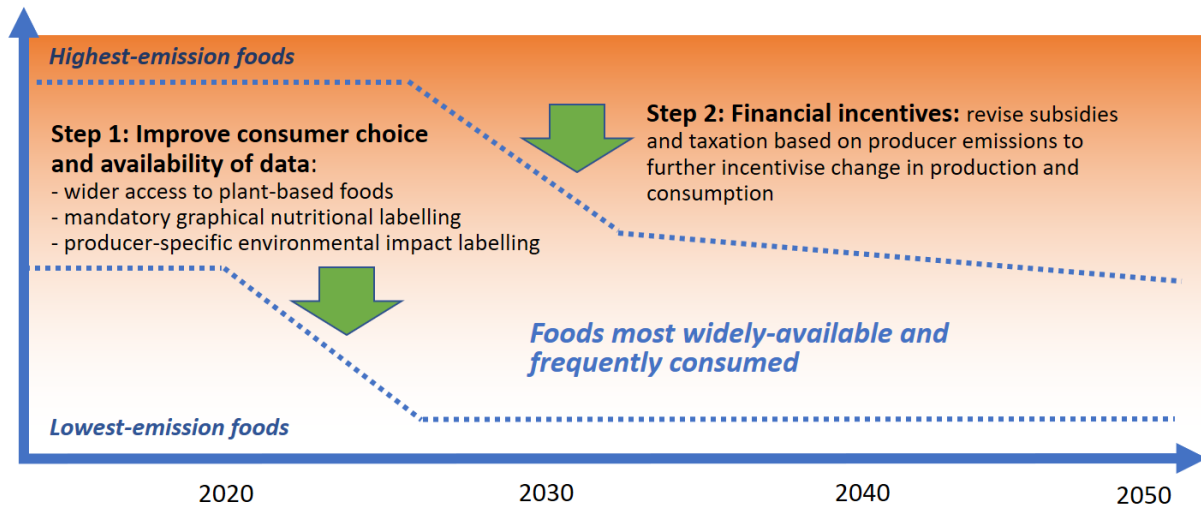 Highest-emission foods
Step 1: Improve consumer choice
and availability of data:
- wider access to plant-based foods
- mandatory graphical nutritional labelling
- producer-specific environmental impact labelling
Step 2: Financial incentives: revise subsidies
and taxation based on producer emissions to
further incentivise change in production and
consumption
Foods most widely-available and
frequently consumed
Lowest-emission foods
2020
2030
2040
2050